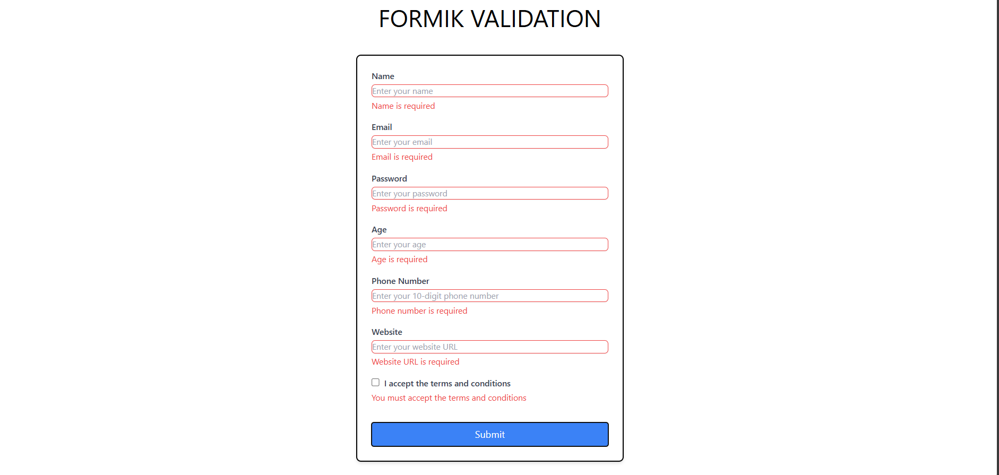 FORMIK VALIDATION
Name
Enter your name
Name is required
Email
Enter your email
Email is required
Password
Enter your password
Password is required
Age
Enter your age
Age is required
Phone Number
Enter your 10-digit phone number
Phone number is required
Website
Enter your website URL
Website URL is required
I accept the terms and conditions
You must accept the terms and conditions
Submit